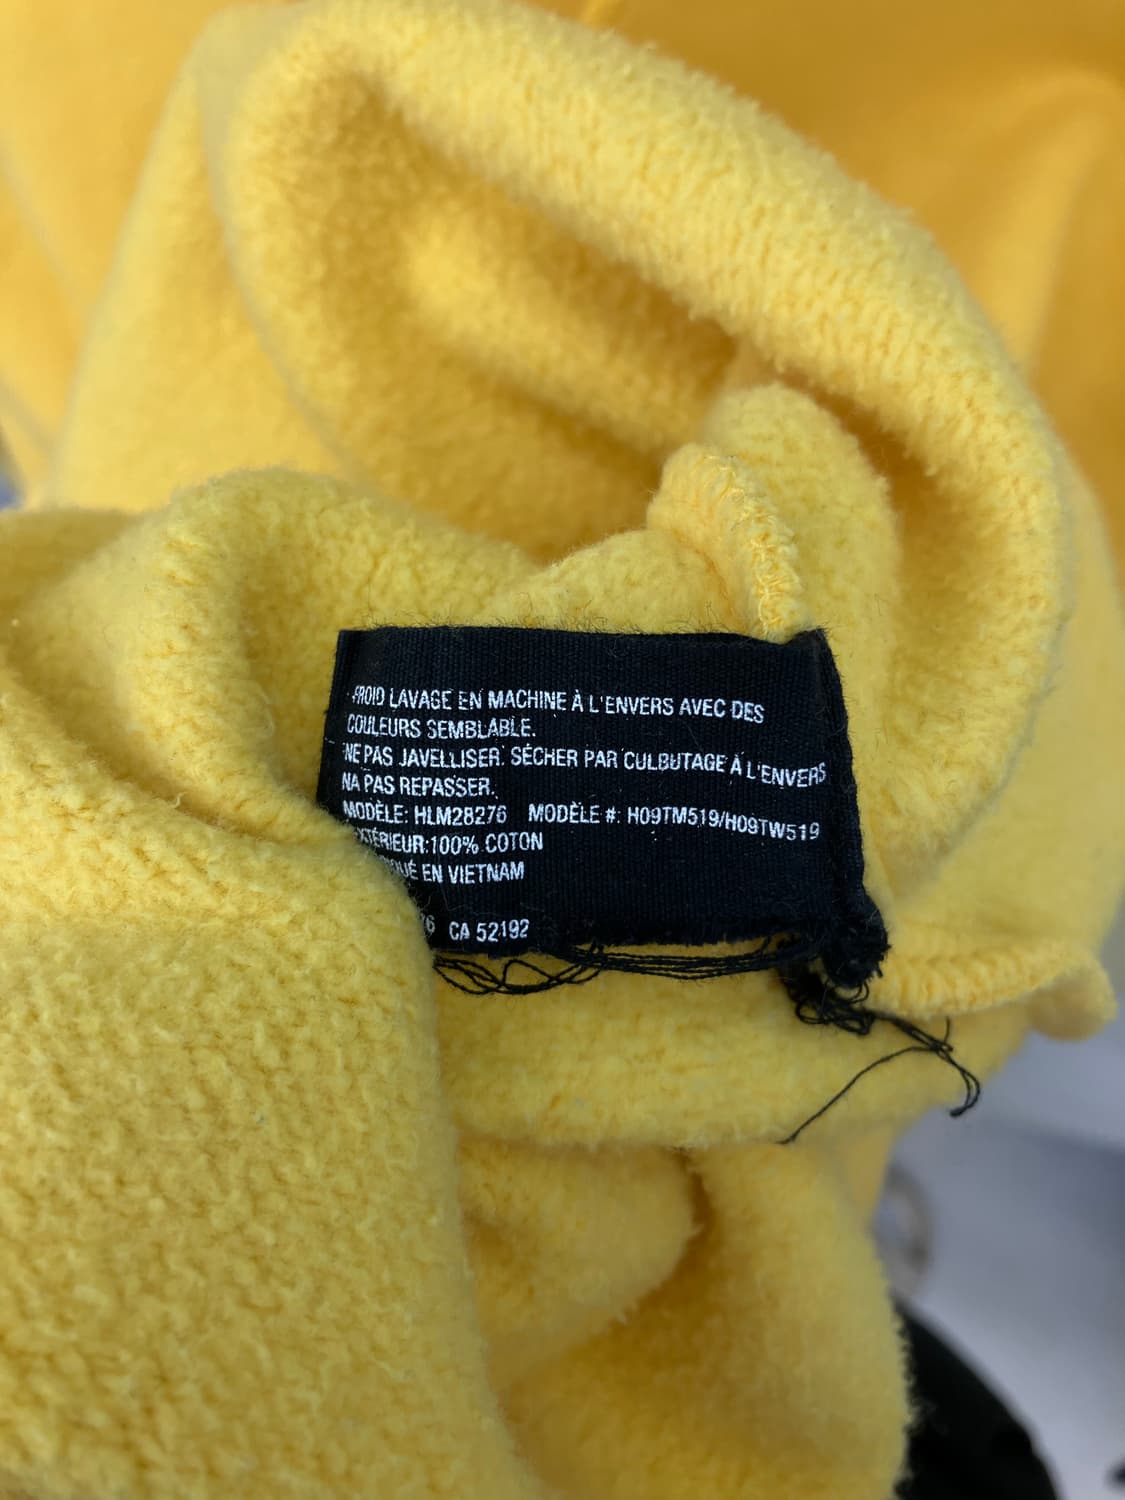 FROID LAVAGE EN MACHINE À L'ENVERS AVEC DES
COULEURS SEMBLABLE.
NE PAS JAVELLISER. SÉCHER PAR CULBUTAGE À L'ENVERS
NA PAS REPASSER.
MODÈLE: HLM28276 MODÈLE #: H09TM519/H09TW519
EXTÉRIEUR:100% COTON
EN VIETNAM
CA 52192